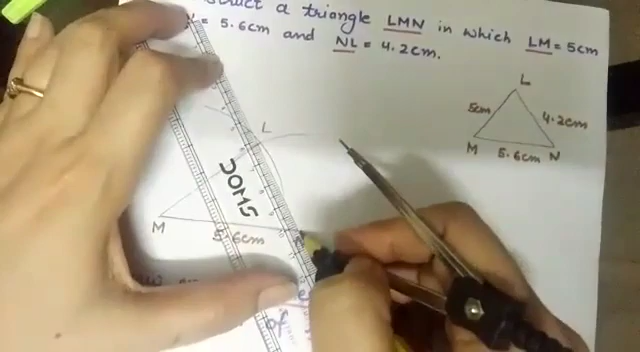 a triangle LMN in which LM = 5cm
= 5.6cm and NL = 4.2cm.
L
5cm
4.2cm
M
5.6cm
N
L
DOMS
M
5.6cm
of